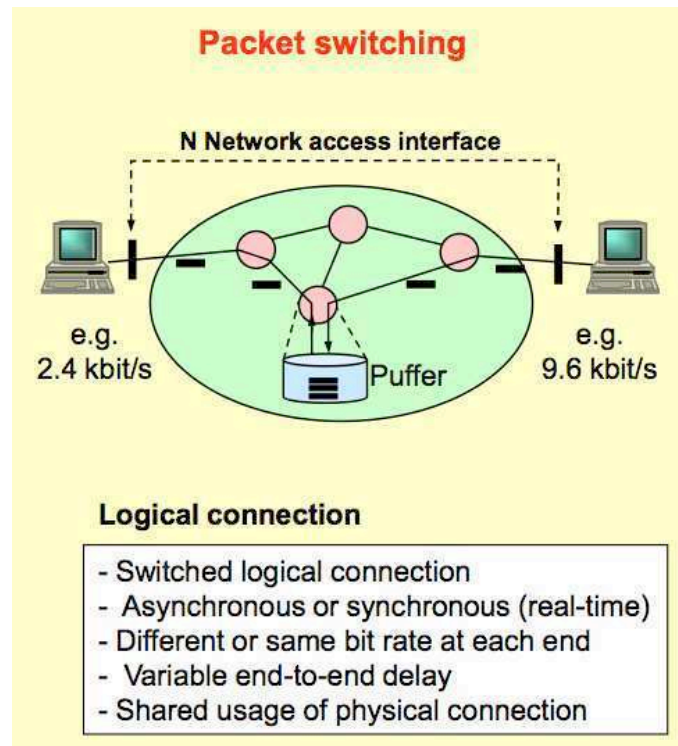 Packet switching
N Network access interface
e.g.
2.4 kbit/s
Puffer
e.g.
9.6 kbit/s
Logical connection
- Switched logical connection
- Asynchronous or synchronous (real-time)
- Different or same bit rate at each end
- Variable end-to-end delay
- Shared usage of physical connection